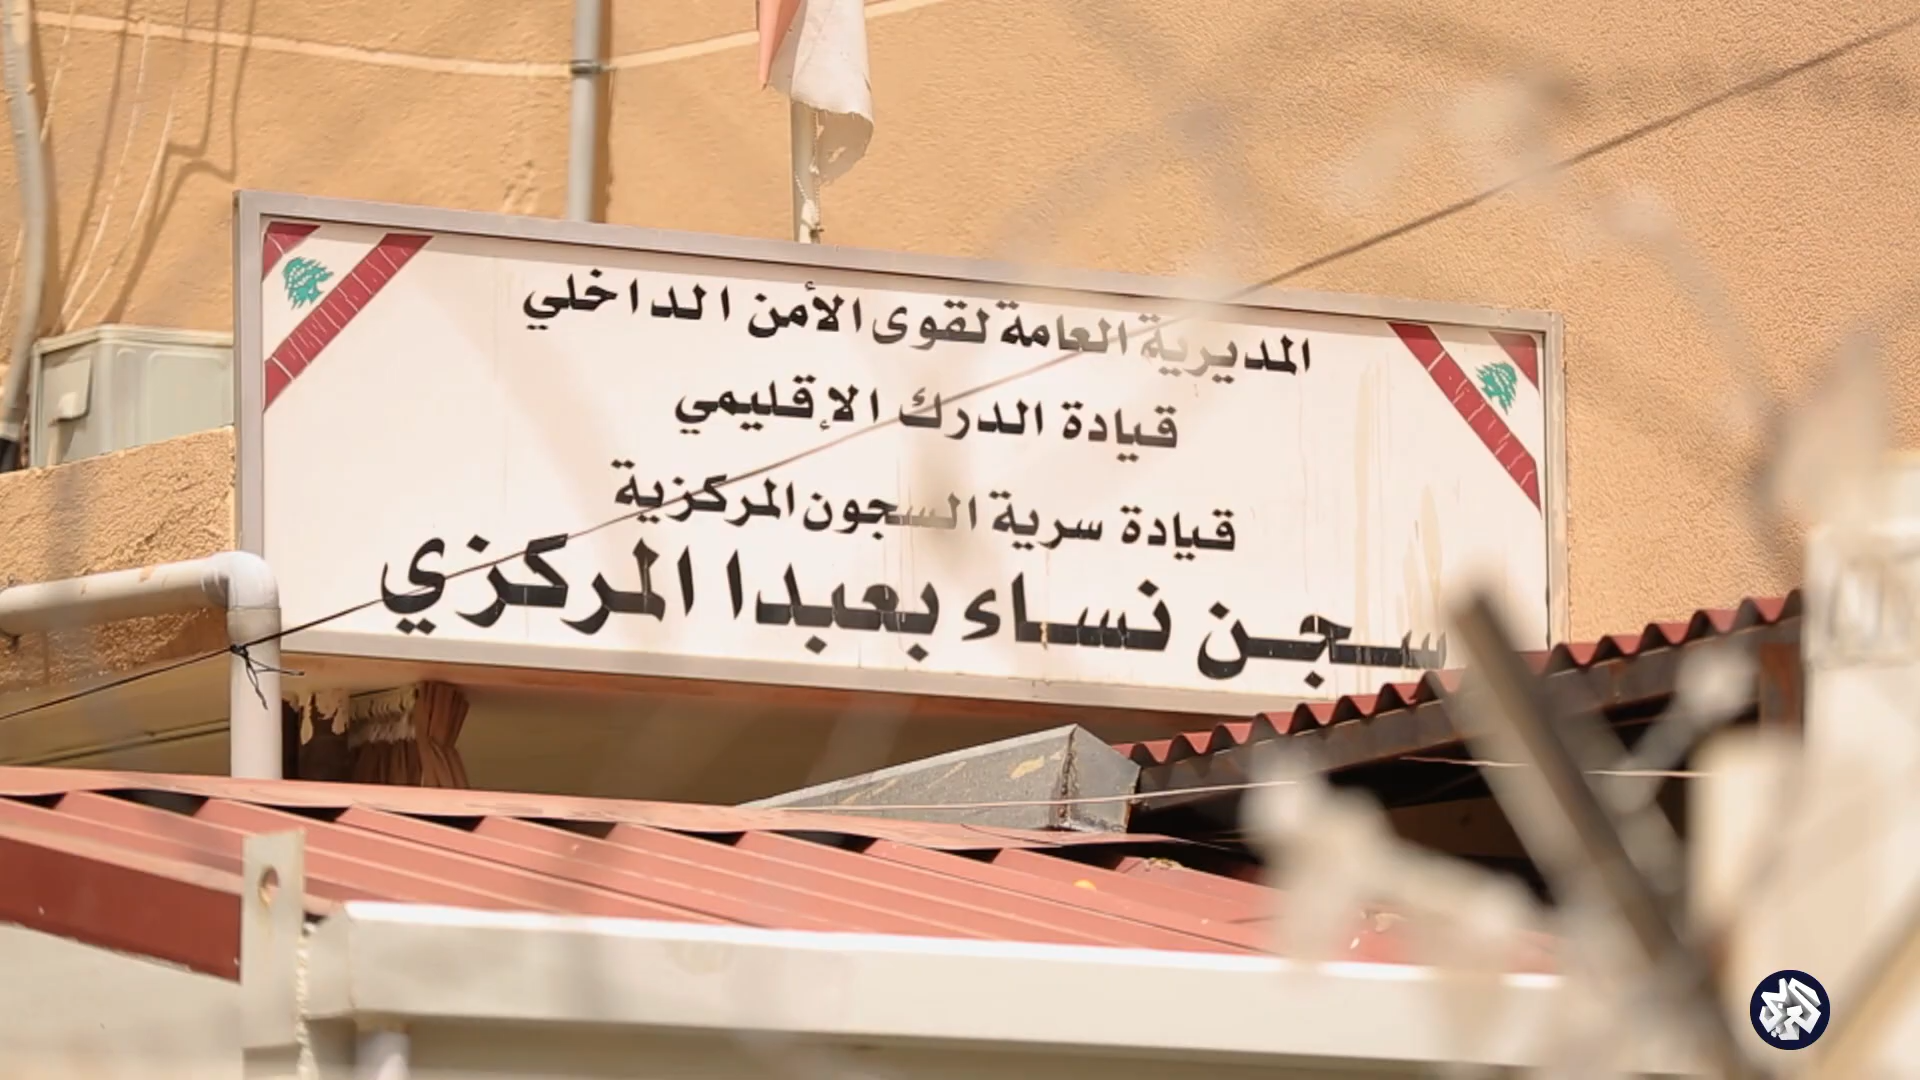 المديرية العامة لقوى الأمن الداخلي
قيادة الدرك الإقليمي
قيادة سرية السجون المركزية
سجن نساء بعبدا المركزي